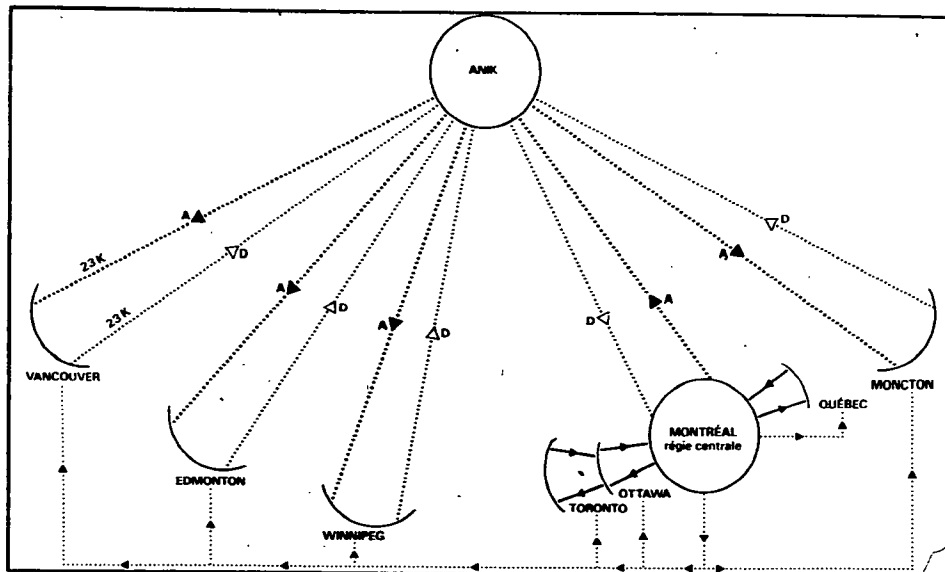 ANIK
A
D
23K
23K
A
D
A
D
D
A
D
A
VANCOUVER
EDMONTON
WINNIPEG
MONTRÉAL
régie centrale
QUÉBEC
MONCTON
OTTAWA
TORONTO